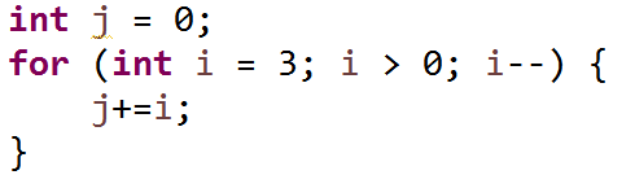 int j = 0;
for (int i = 3; i > 0; i--) {
    j+=i;
}